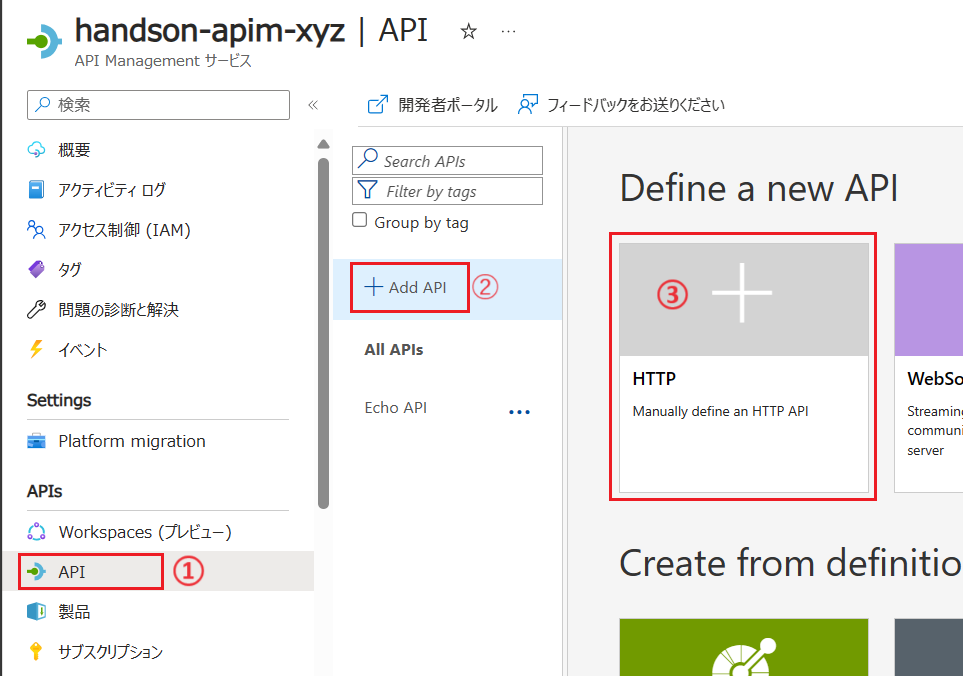 handson-apim-xyz | API
API Management サービス
検索
概要
アクティビティ ログ
アクセス制御 (IAM)
タグ
問題の診断と解決
イベント
Settings
Platform migration
APIs
Workspaces (プレビュー)
API ①
製品
サブスクリプション
開発者ポータル
フィードバックをお送りください
Search APIs
Filter by tags
Group by tag
+ Add API ②
All APIs
Echo API
Define a new API
③
HTTP
Manually define an HTTP API
WebSo
Streaming
communi
server
Create from definitio